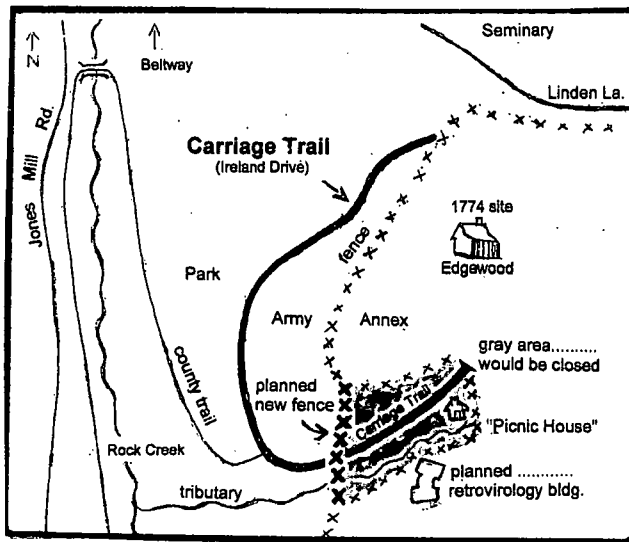 N
Beltway
Seminary
Linden La.
Jones Mill Rd.
Carriage Trail
(Ireland Drive)
fence
1774 site
Edgewood
Park
Army Annex
county trail
planned
new fence
gray area..........
would be closed
Carriage Trail
"Picnic House"
Rock Creek
tributary
planned ............
retrovirology bldg.